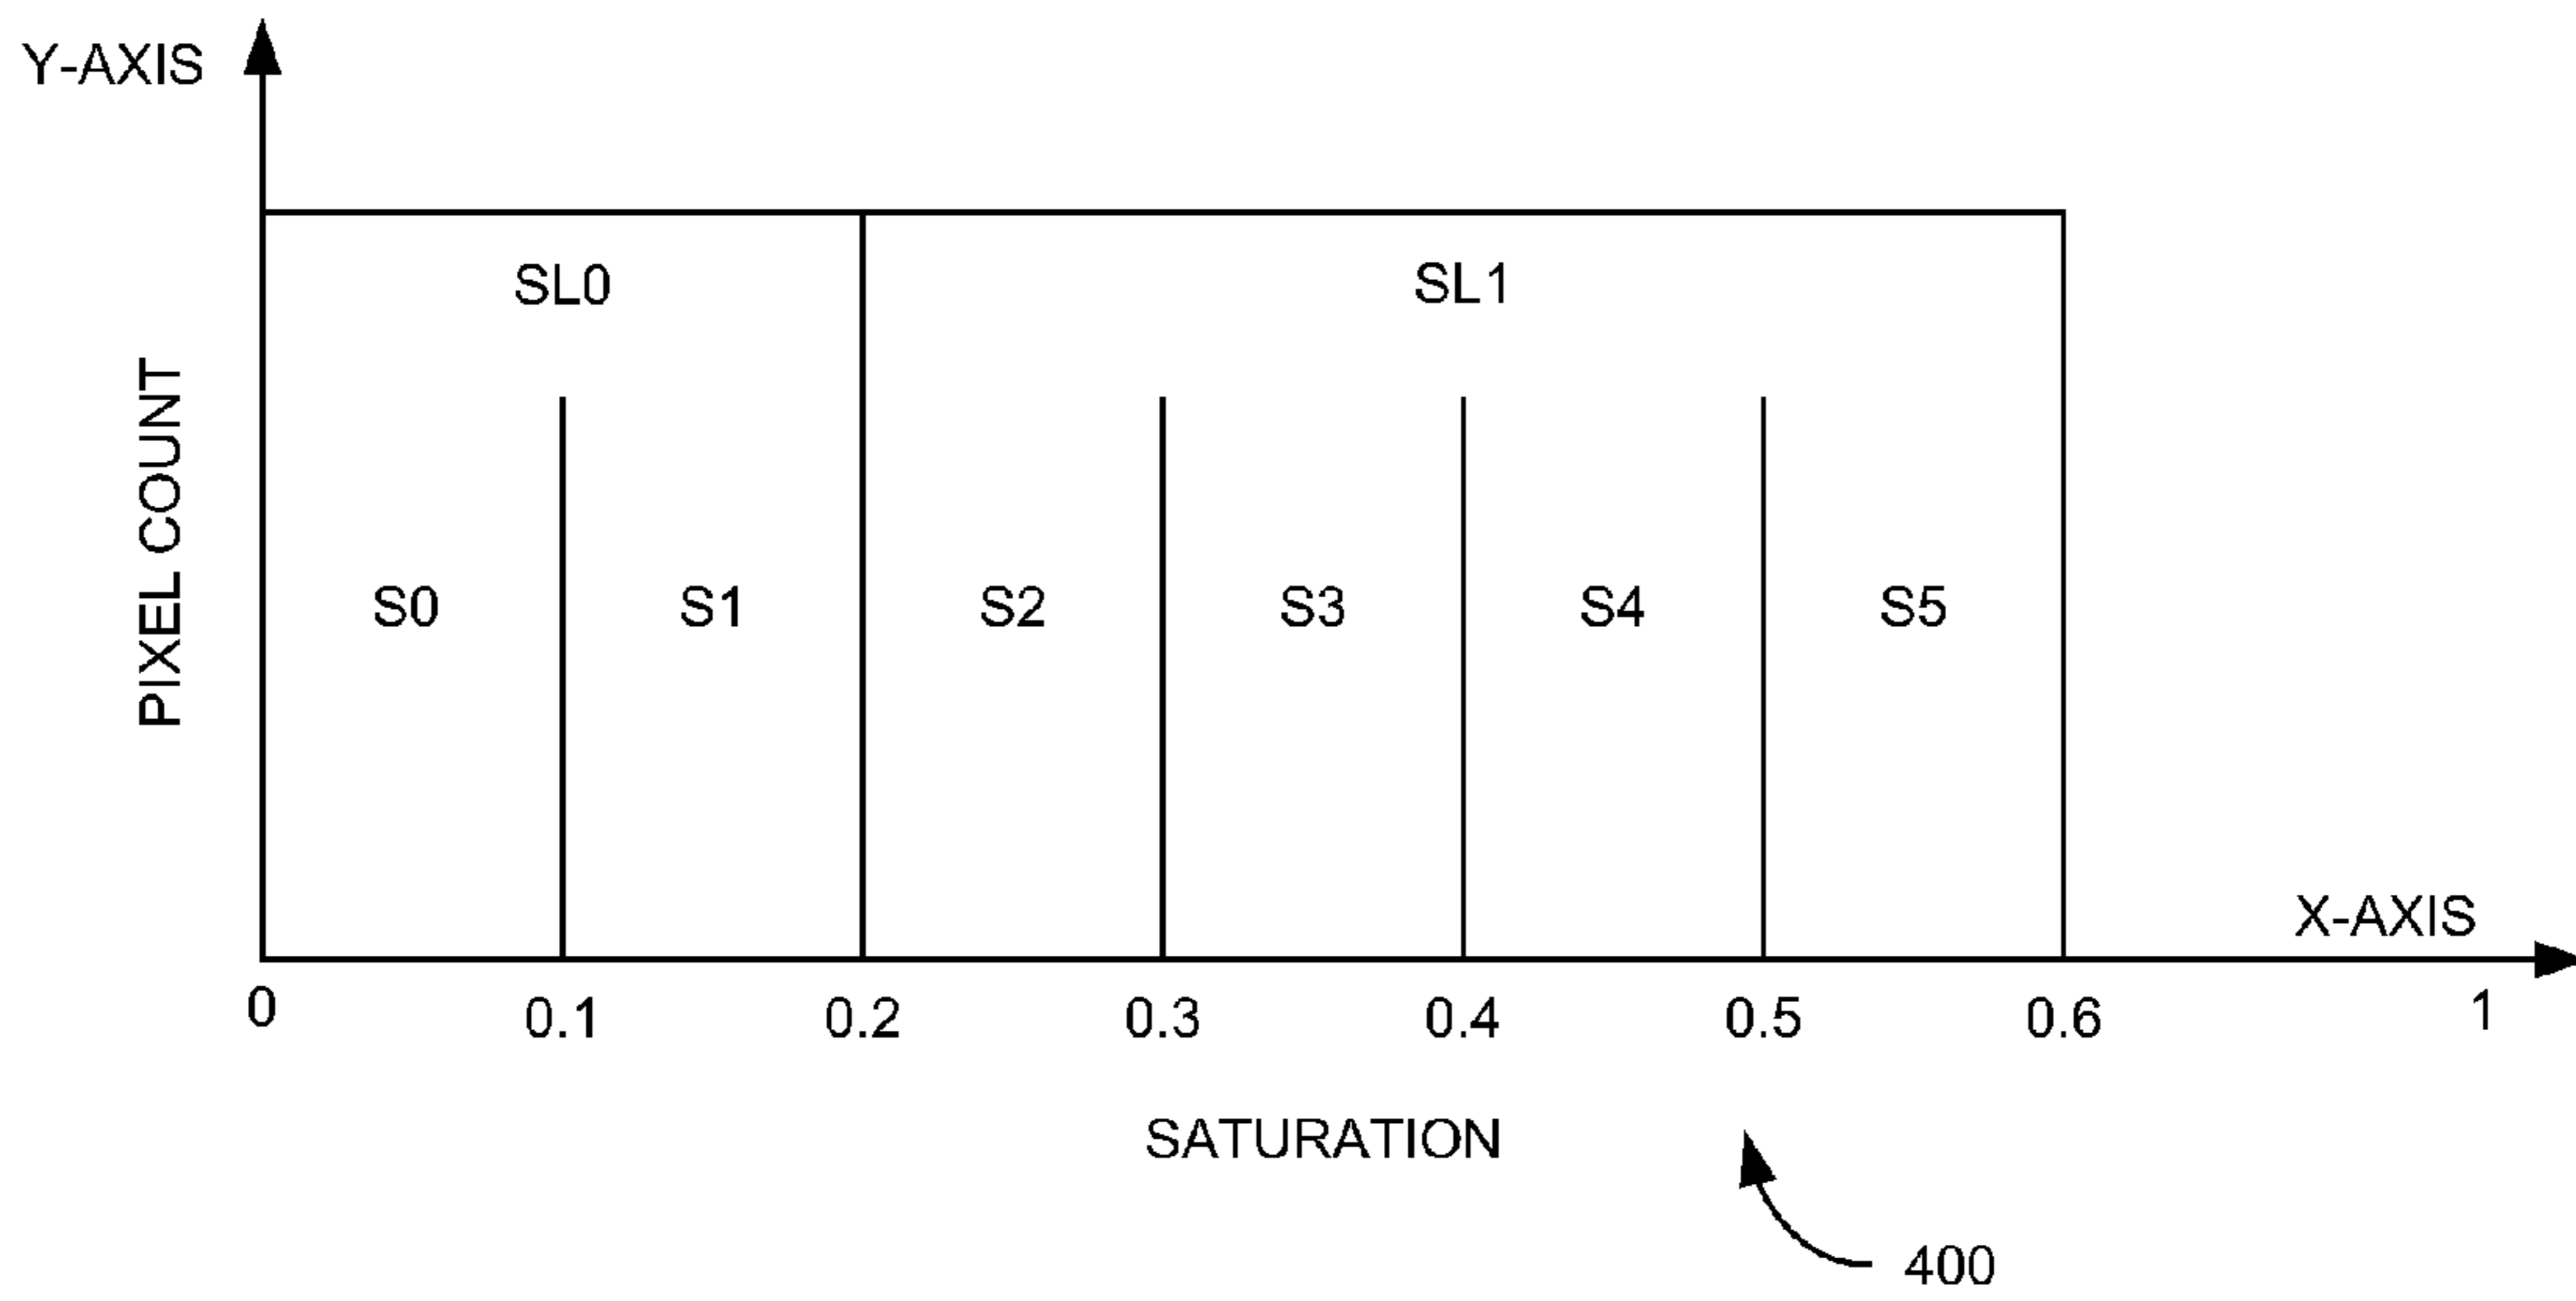 Y-AXIS
SL0 SL1
PIXEL COUNT
S0 S1 S2 S3 S4 S5
X-AXIS
0 0.1 0.2 0.3 0.4 0.5 0.6 1
SATURATION
400